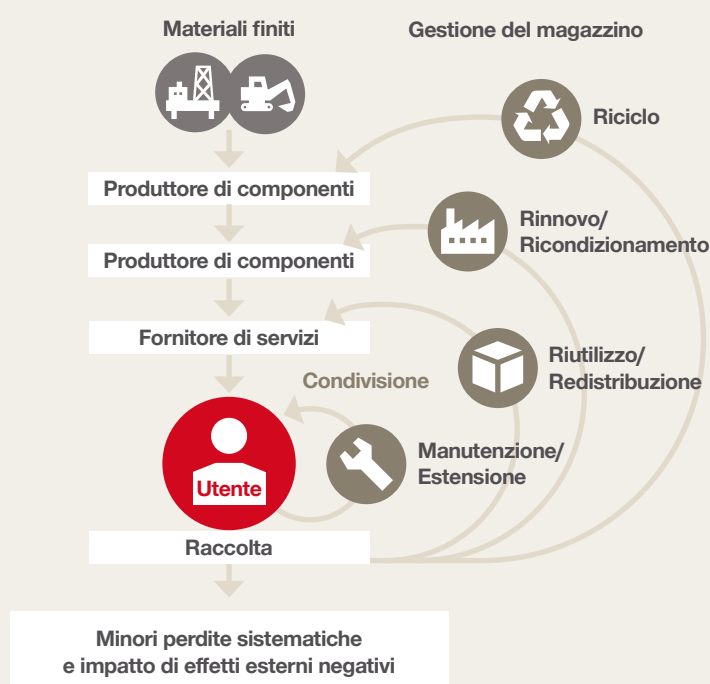 Materiali finiti
Gestione del magazzino
Riciclo
Produttore di componenti
Rinnovo/
Ricondizionamento
Produttore di componenti
Fornitore di servizi
Riutilizzo/
Redistribuzione
Condivisione
Manutenzione/
Estensione
Utente
Raccolta
Minori perdite sistematiche
e impatto di effetti esterni negativi